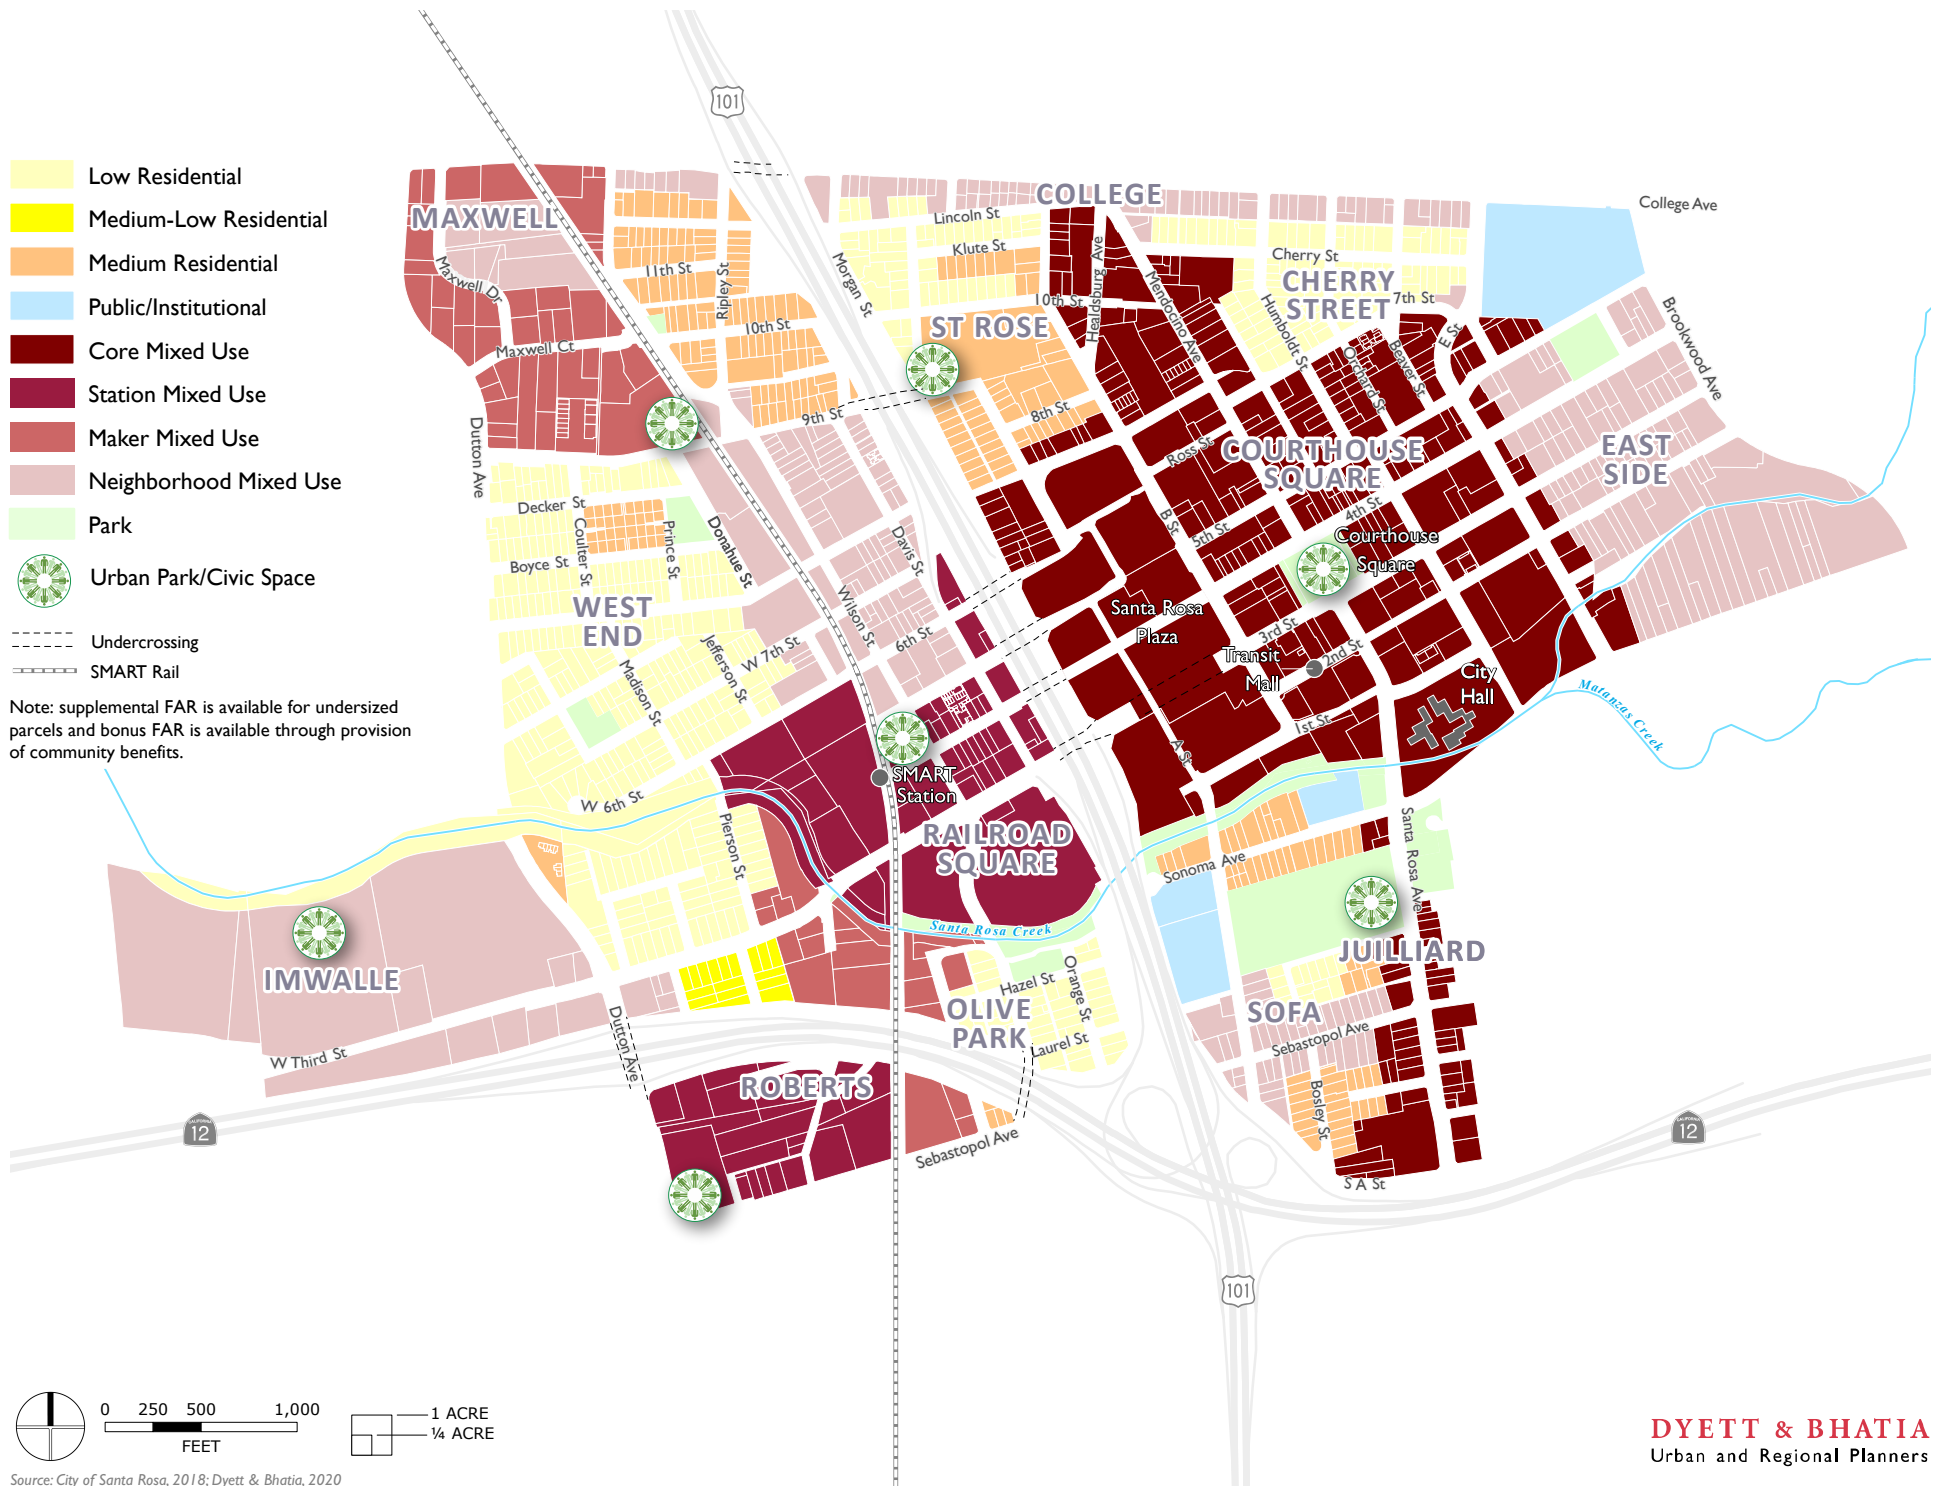 Low Residential
Medium-Low Residential
Medium Residential
Public/Institutional
Core Mixed Use
Station Mixed Use
Maker Mixed Use
Neighborhood Mixed Use
Park
Urban Park/Civic Space
Undercrossing
SMART Rail
Note: supplemental FAR is available for undersized
parcels and bonus FAR is available through provision
of community benefits.
101
College Ave
COLLEGE
MAXWELL
Lincoln St
Klute St
Cherry St
CHERRY
STREET
7th St
11th St
Ripley St
Morgan St
Maxwell Dr
10th St
10th St
Healdsburg Ave
Mendocino Ave
Humboldt St
Orchard St
Beaver St
E St
Brookwood Ave
ST ROSE
Maxwell Ct
9th St
8th St
Dutton Ave
Ross St
COURTHOUSE
SQUARE
EAST
SIDE
Decker St
Coulter St
Prince St
Donahue St
Davis St
B St
5th St
4th St
Courthouse
Square
Boyce St
WEST
END
Wilson St
6th St
Santa Rosa
Plaza
3rd St
2nd St
Transit
Mall
City
Hall
Matanzas Creek
Jefferson St
W 7th St
Madison St
1st St
A St
SMART
Station
W 6th St
Pierson St
RAILROAD
SQUARE
Sonoma Ave
Santa Rosa Ave
Santa Rosa Creek
JUILLIARD
IMWALLE
Hazel St
Orange St
OLIVE
PARK
Laurel St
SOFA
Sebastopol Ave
W Third St
Dutton Ave
ROBERTS
Bosley St
Sebastopol Ave
S A St
CALIFORNIA
12
CALIFORNIA
12
101
0 250 500 1,000
FEET
1 ACRE
¼ ACRE
Source: City of Santa Rosa, 2018; Dyett & Bhatia, 2020
DYETT & BHATIA
Urban and Regional Planners